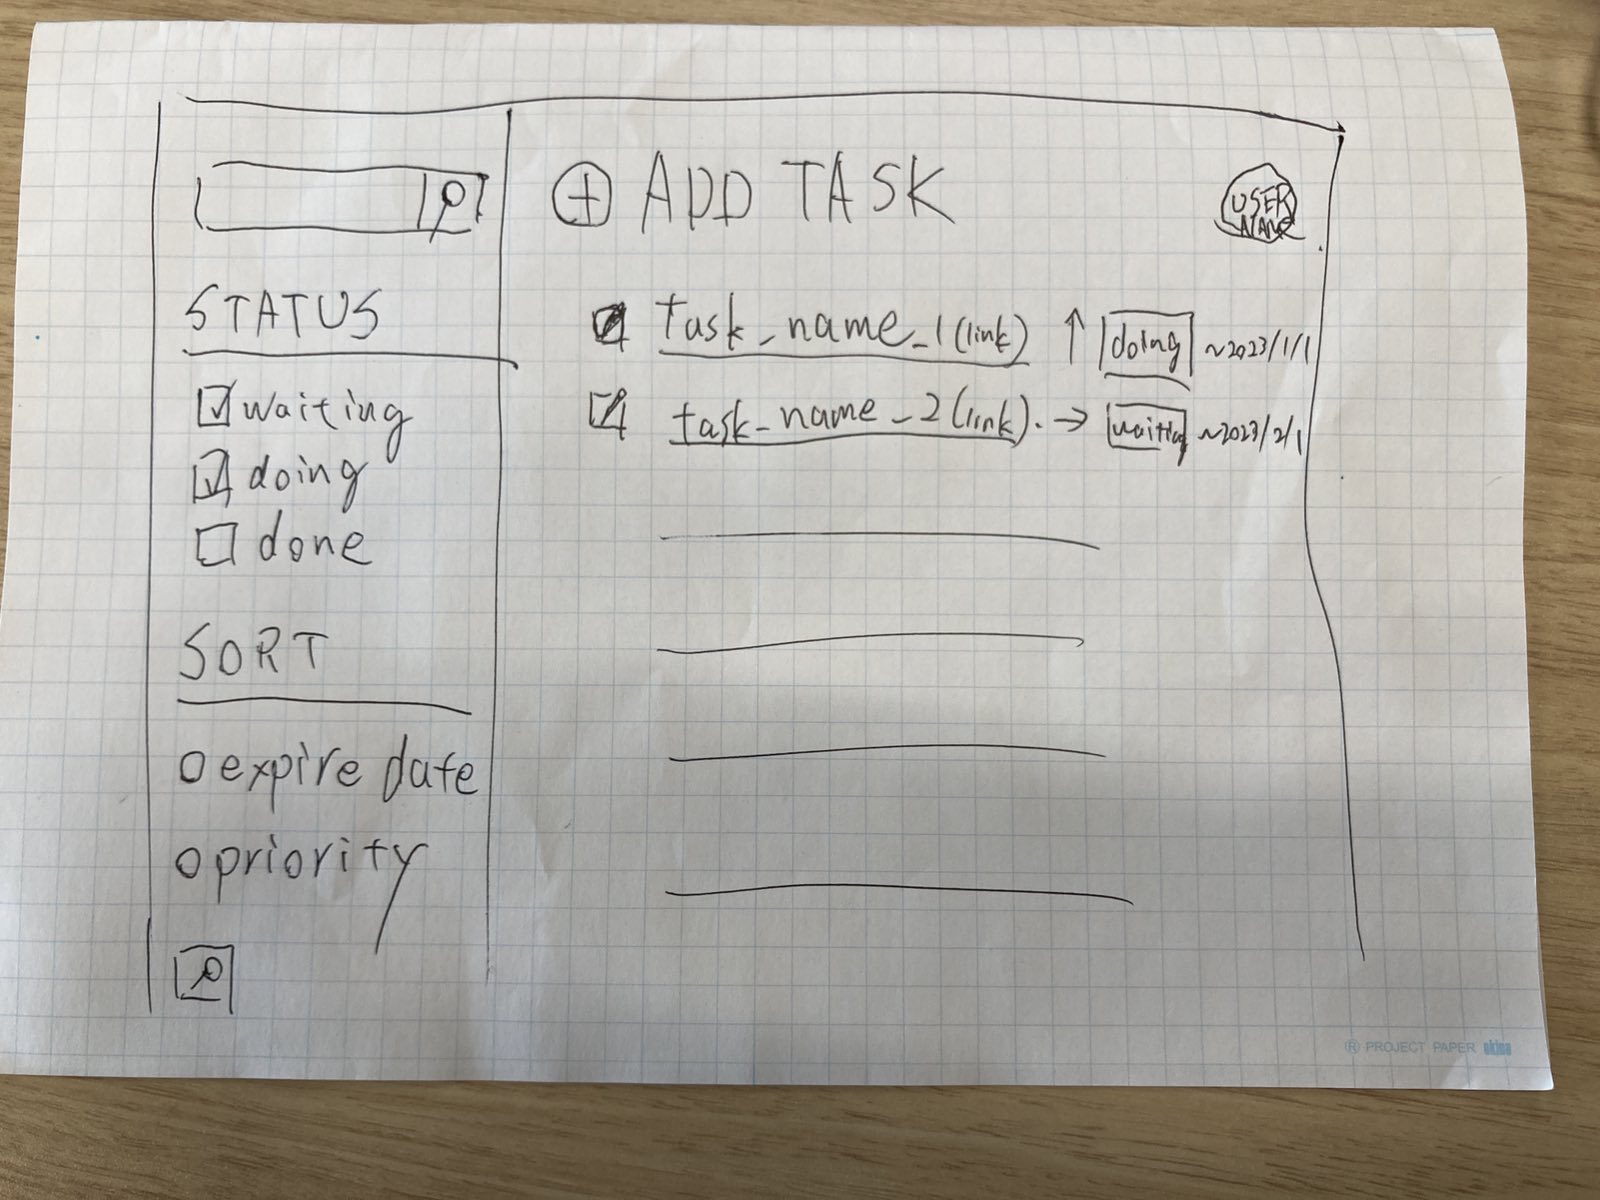 ADD TASK
USER
NAME
STATUS
waiting
doing
done
SORT
expire date
priority
task_name_1 (link) ↑ doing ~2023/1/1
task_name_2 (link). → waiting ~2023/2/1
® PROJECT PAPER okina